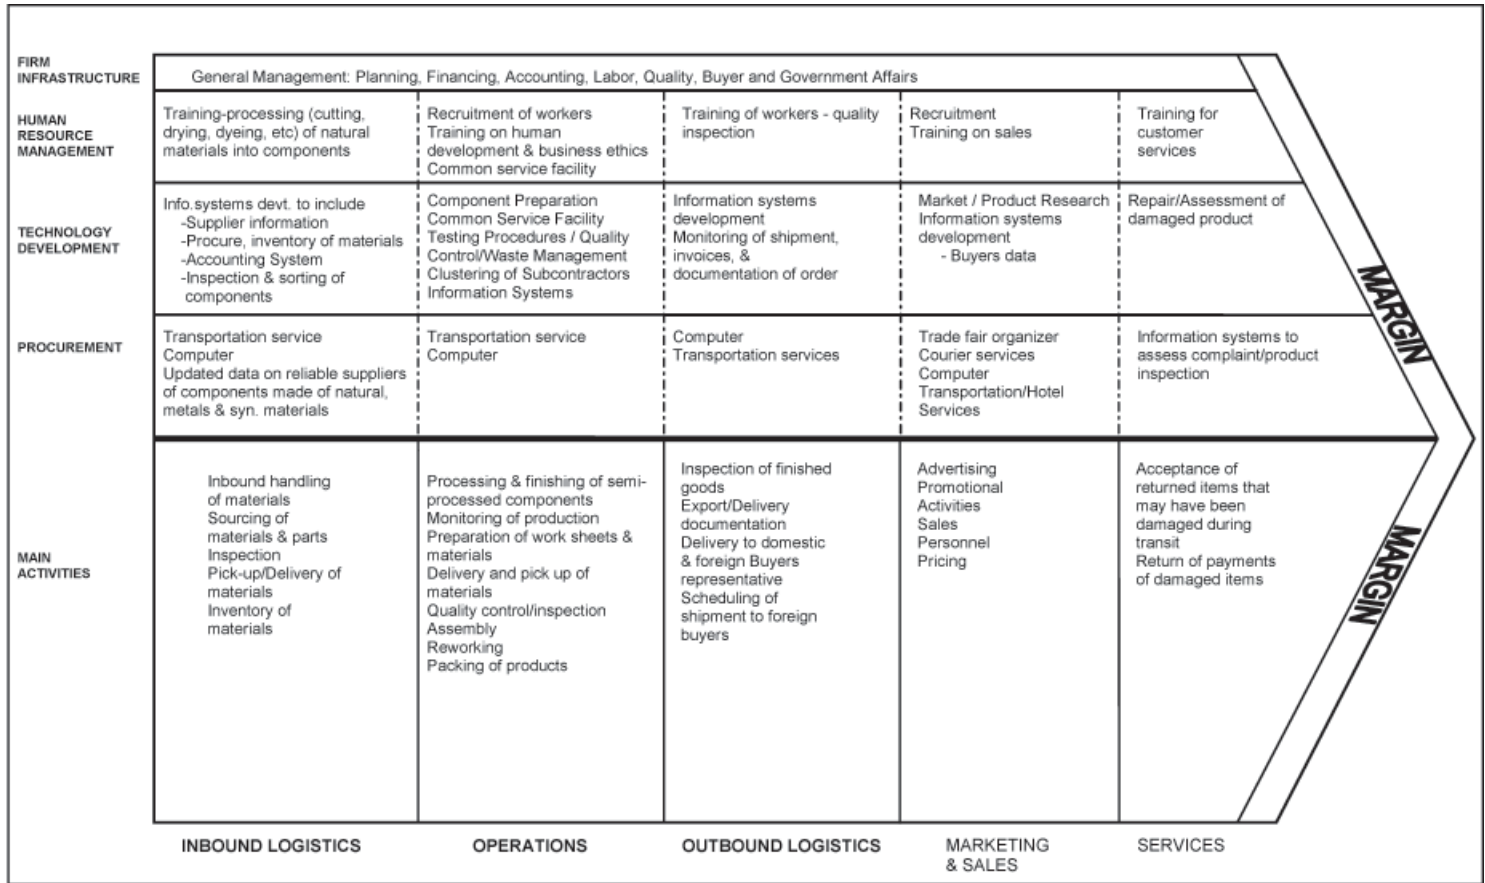 FIRM
INFRASTRUCTURE
General Management: Planning, Financing, Accounting, Labor, Quality, Buyer and Government Affairs
HUMAN
RESOURCE
MANAGEMENT
Training-processing (cutting,
drying, dyeing, etc) of natural
materials into components
Recruitment of workers
Training on human
development & business ethics
Common service facility
Training of workers - quality
inspection
Recruitment
Training on sales
Training for
customer
services
TECHNOLOGY
DEVELOPMENT
Info.systems devt. to include
-Supplier information
-Procure, inventory of materials
-Accounting System
-Inspection & sorting of
components
Component Preparation
Common Service Facility
Testing Procedures / Quality
Control/Waste Management
Clustering of Subcontractors
Information Systems
Information systems
development
Monitoring of shipment,
invoices, &
documentation of order
Market / Product Research
Information systems
development
- Buyers data
Repair/Assessment of
damaged product
PROCUREMENT
Transportation service
Computer
Updated data on reliable suppliers
of components made of natural,
metals & syn. materials
Transportation service
Computer
Computer
Transportation services
Trade fair organizer
Courier services
Computer
Transportation/Hotel
Services
Information systems to
assess complaint/product
inspection
MARGIN
MAIN
ACTIVITIES
Inbound handling
of materials
Sourcing of
materials & parts
Inspection
Pick-up/Delivery of
materials
Inventory of
materials
Processing & finishing of semi-
processed components
Monitoring of production
Preparation of work sheets &
materials
Delivery and pick up of
materials
Quality control/inspection
Assembly
Reworking
Packing of products
Inspection of finished
goods
Export/Delivery
documentation
Delivery to domestic
& foreign Buyers
representative
Scheduling of
shipment to foreign
buyers
Advertising
Promotional
Activities
Sales
Personnel
Pricing
Acceptance of
returned items that
may have been
damaged during
transit
Return of payments
of damaged items
MARGIN
INBOUND LOGISTICS
OPERATIONS
OUTBOUND LOGISTICS
MARKETING
& SALES
SERVICES